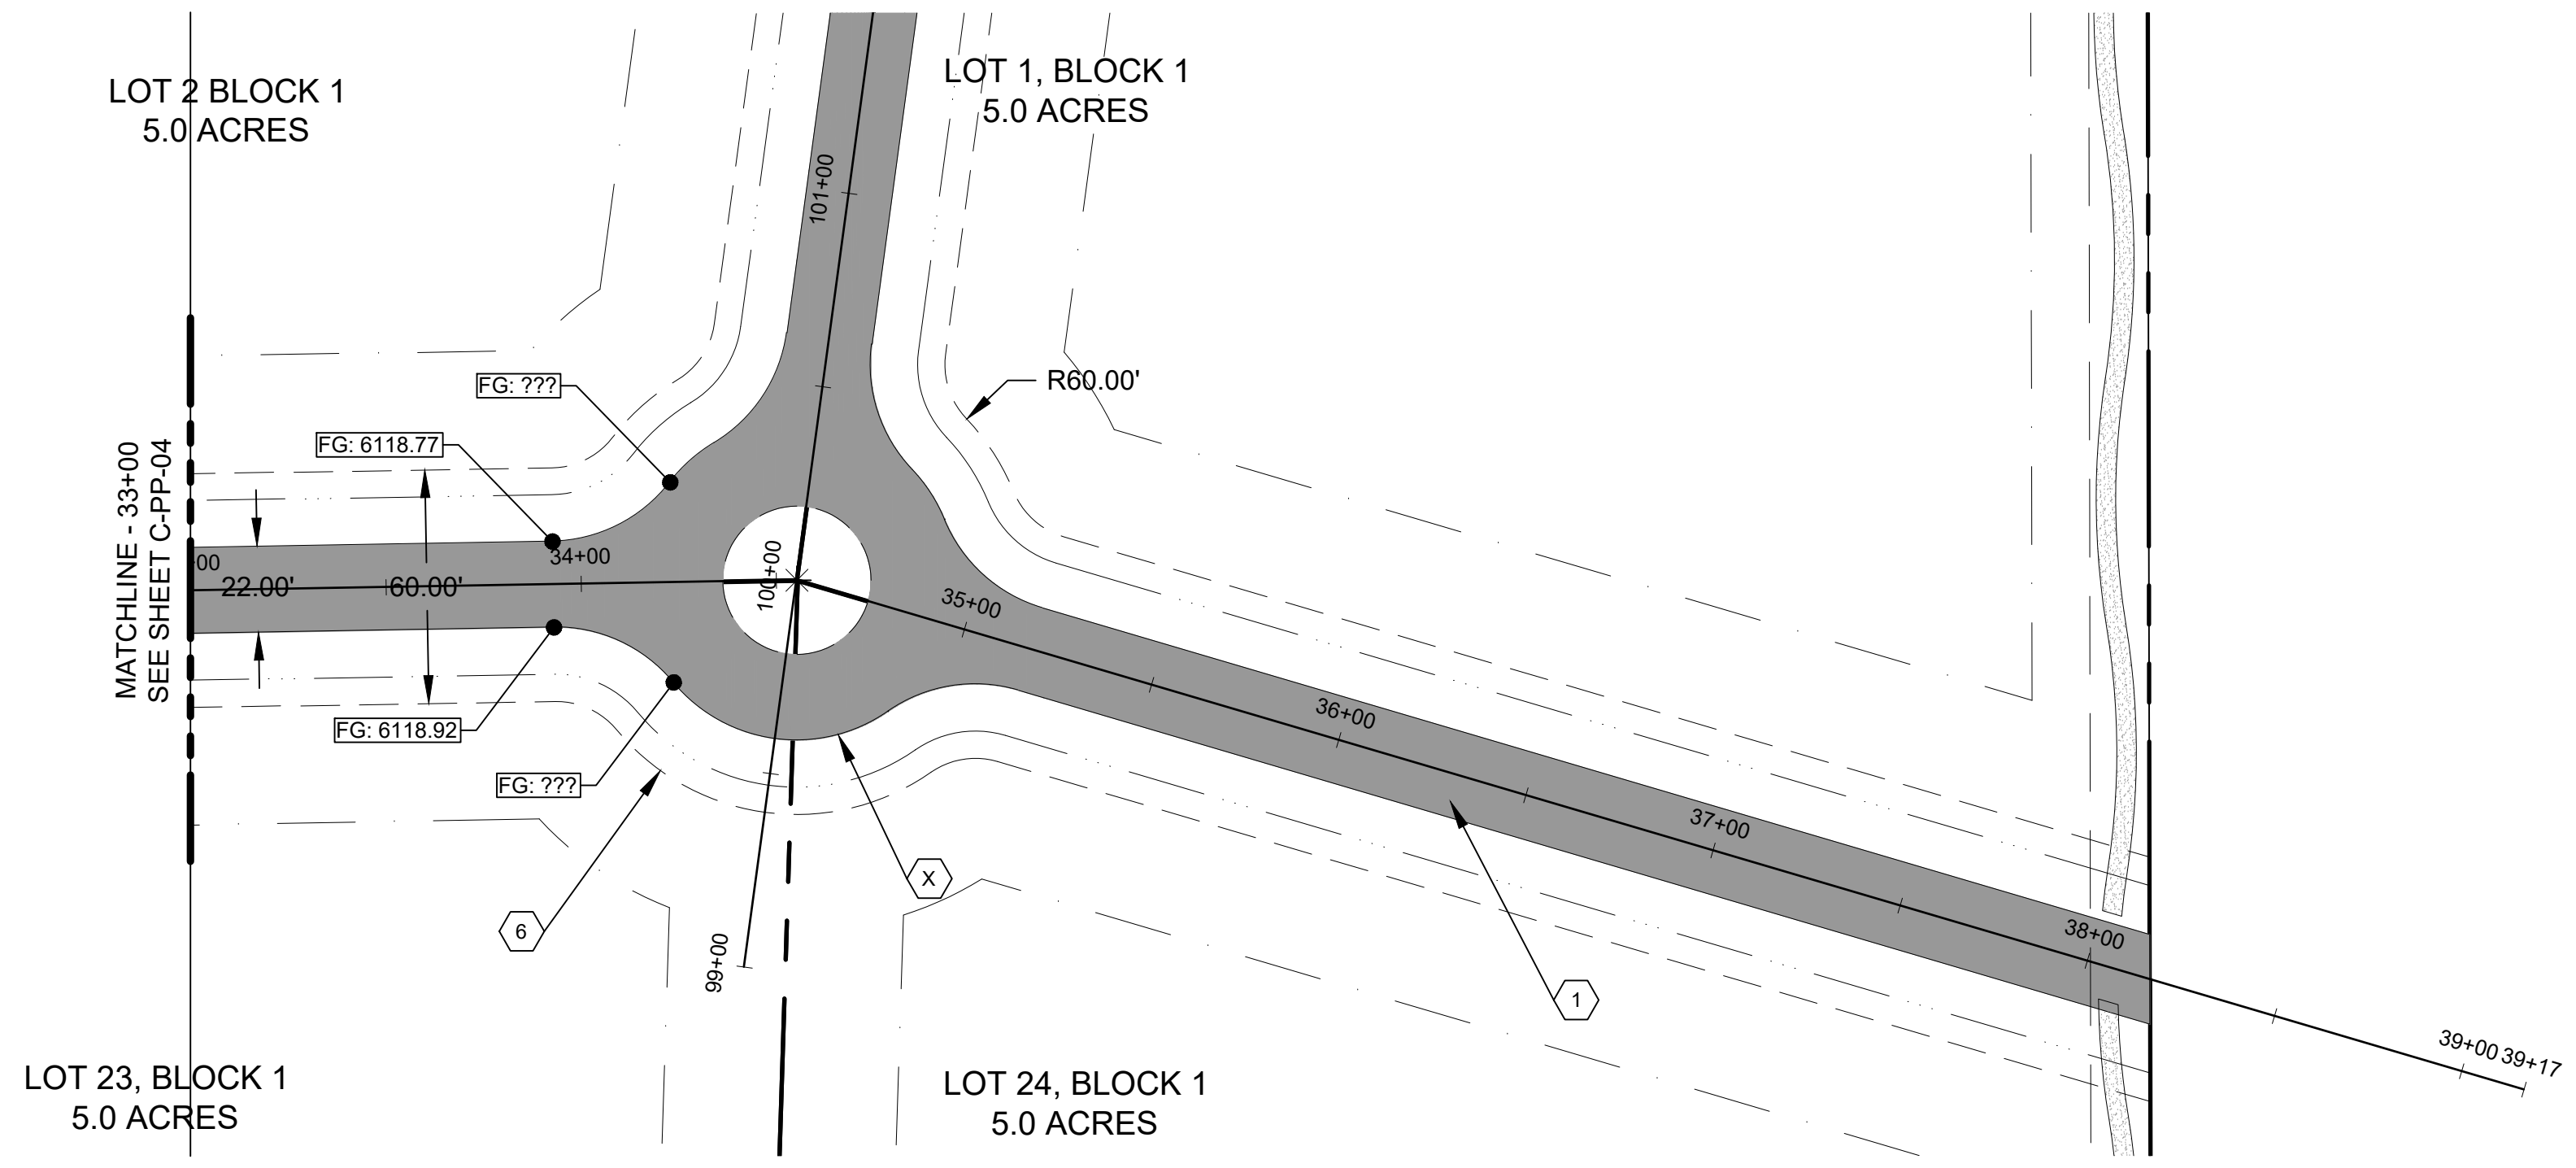 LOT 2 BLOCK 1
5.0 ACRES
LOT 1, BLOCK 1
5.0 ACRES
101+00
FG: ???
R60.00'
FG: 6118.77
MATCHLINE - 33+00
SEE SHEET C-PP-04
00
22.00'
60.00'
34+00
100+00
35+00
FG: 6118.92
36+00
FG: ???
37+00
X
6
38+00
99+00
1
39+00
39+17
LOT 23, BLOCK 1
5.0 ACRES
LOT 24, BLOCK 1
5.0 ACRES